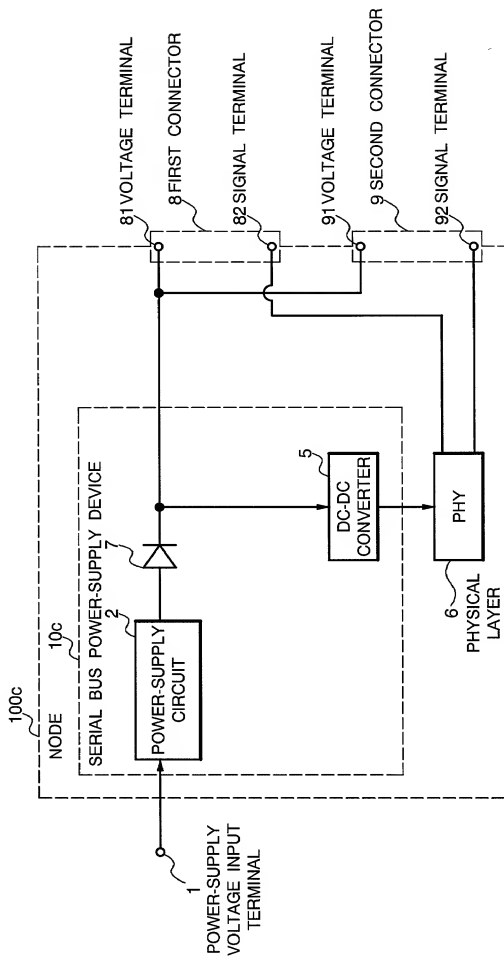 100c
NODE
10c
SERIAL BUS POWER-SUPPLY DEVICE
2
POWER-SUPPLY
CIRCUIT
7
5
DC-DC
CONVERTER
PHY
6
PHYSICAL
LAYER
1
POWER-SUPPLY
VOLTAGE INPUT
TERMINAL
81 VOLTAGE TERMINAL
8 FIRST CONNECTOR
82 SIGNAL TERMINAL
91 VOLTAGE TERMINAL
9 SECOND CONNECTOR
92 SIGNAL TERMINAL